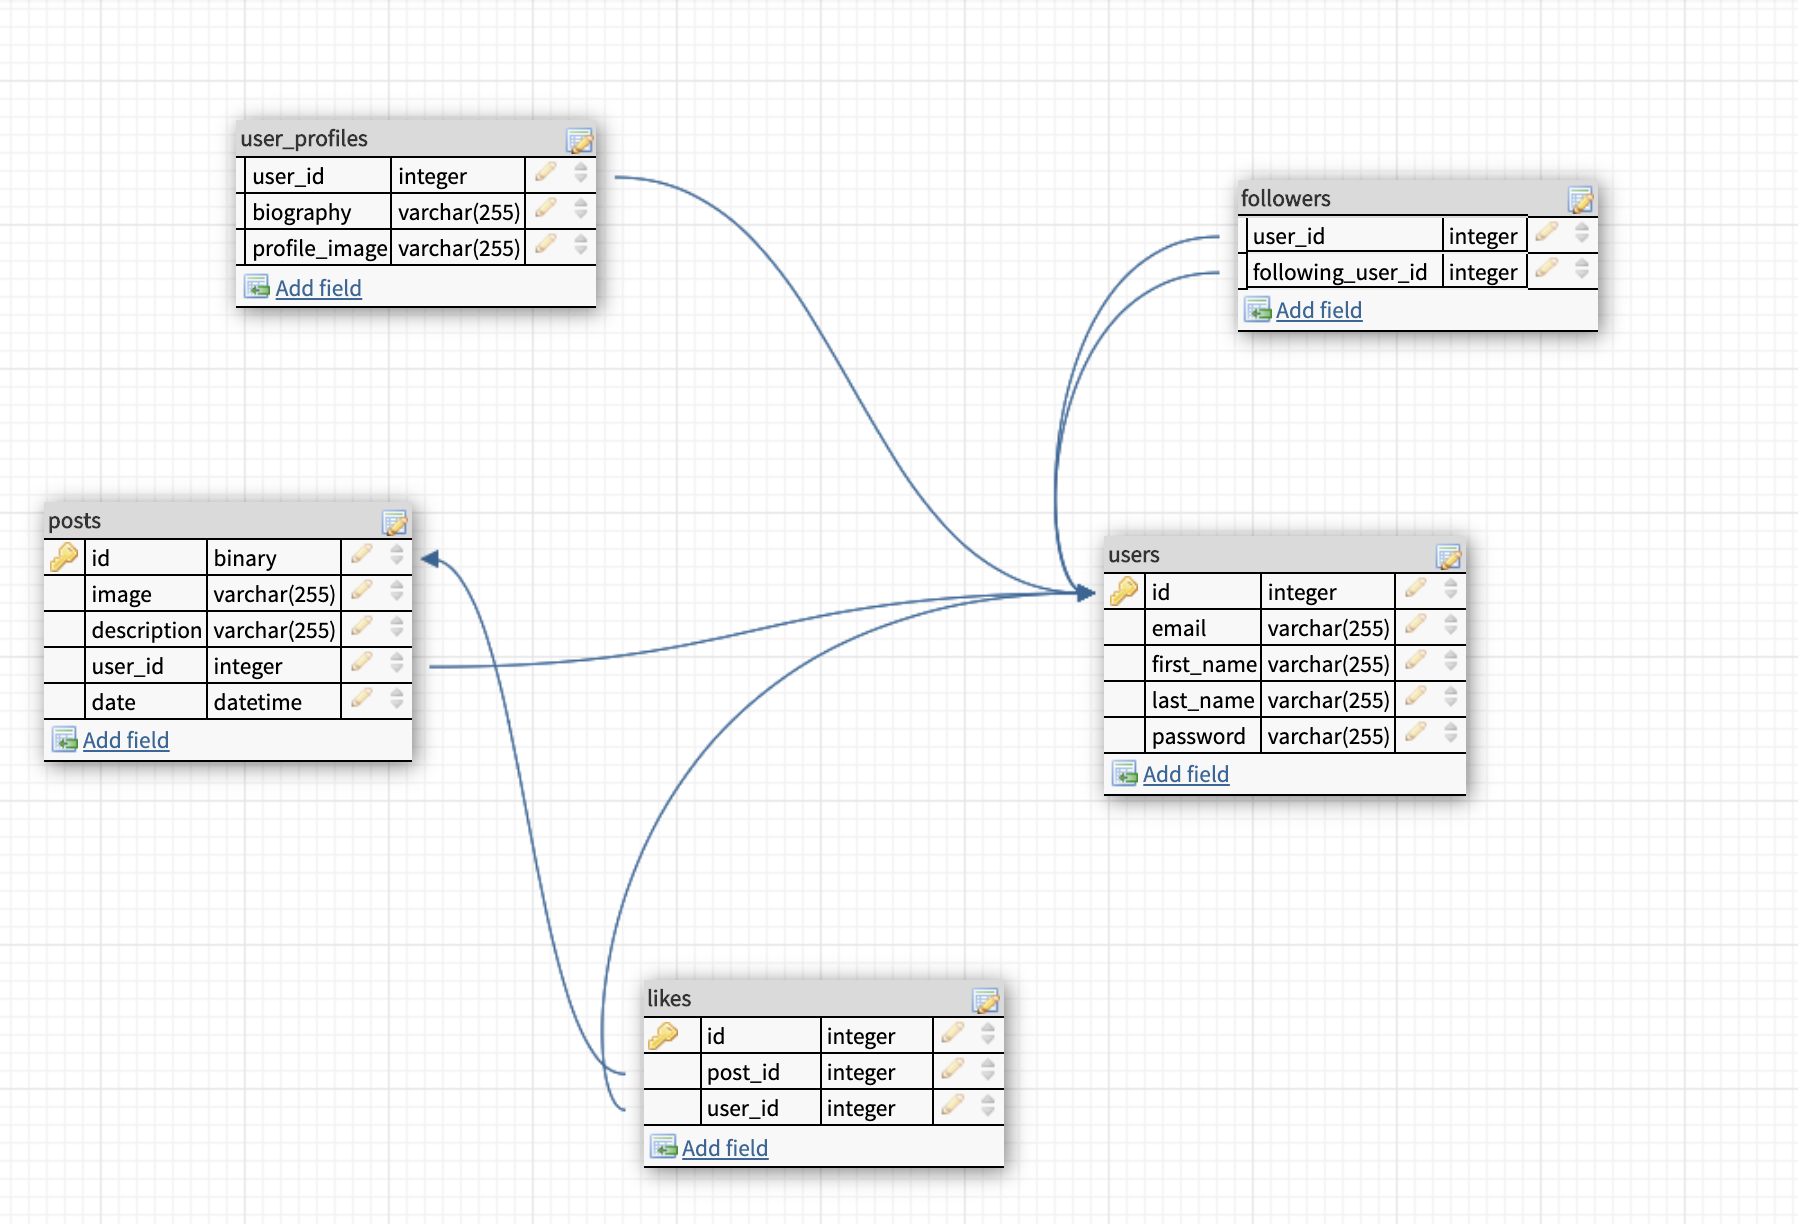 user_profiles
user_id integer
biography varchar(255)
profile_image varchar(255)
Add field
followers
user_id integer
following_user_id integer
Add field
posts
id binary
image varchar(255)
description varchar(255)
user_id integer
date datetime
Add field
users
id integer
email varchar(255)
first_name varchar(255)
last_name varchar(255)
password varchar(255)
Add field
likes
id integer
post_id integer
user_id integer
Add field